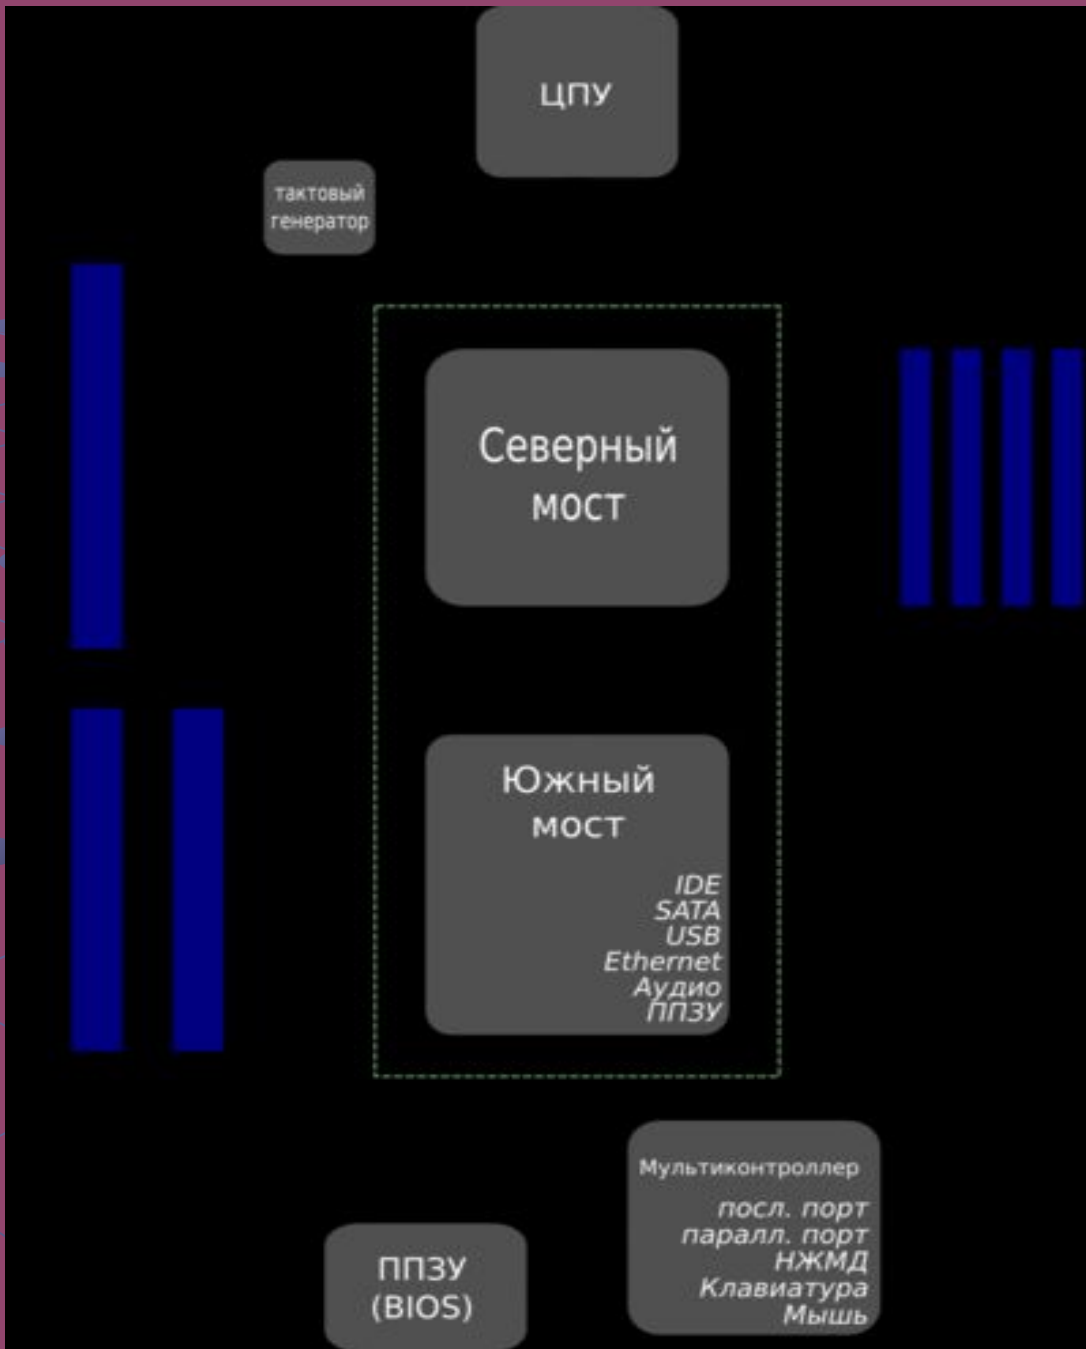 ЦПУ
тактовый
генератор
Северный
мост
Южный
мост
IDE
SATA
USB
Ethernet
Аудио
ППЗУ
Мультиконтроллер
посл. порт
паралл. порт
НЖМД
Клавиатура
Мышь
ППЗУ
(BIOS)